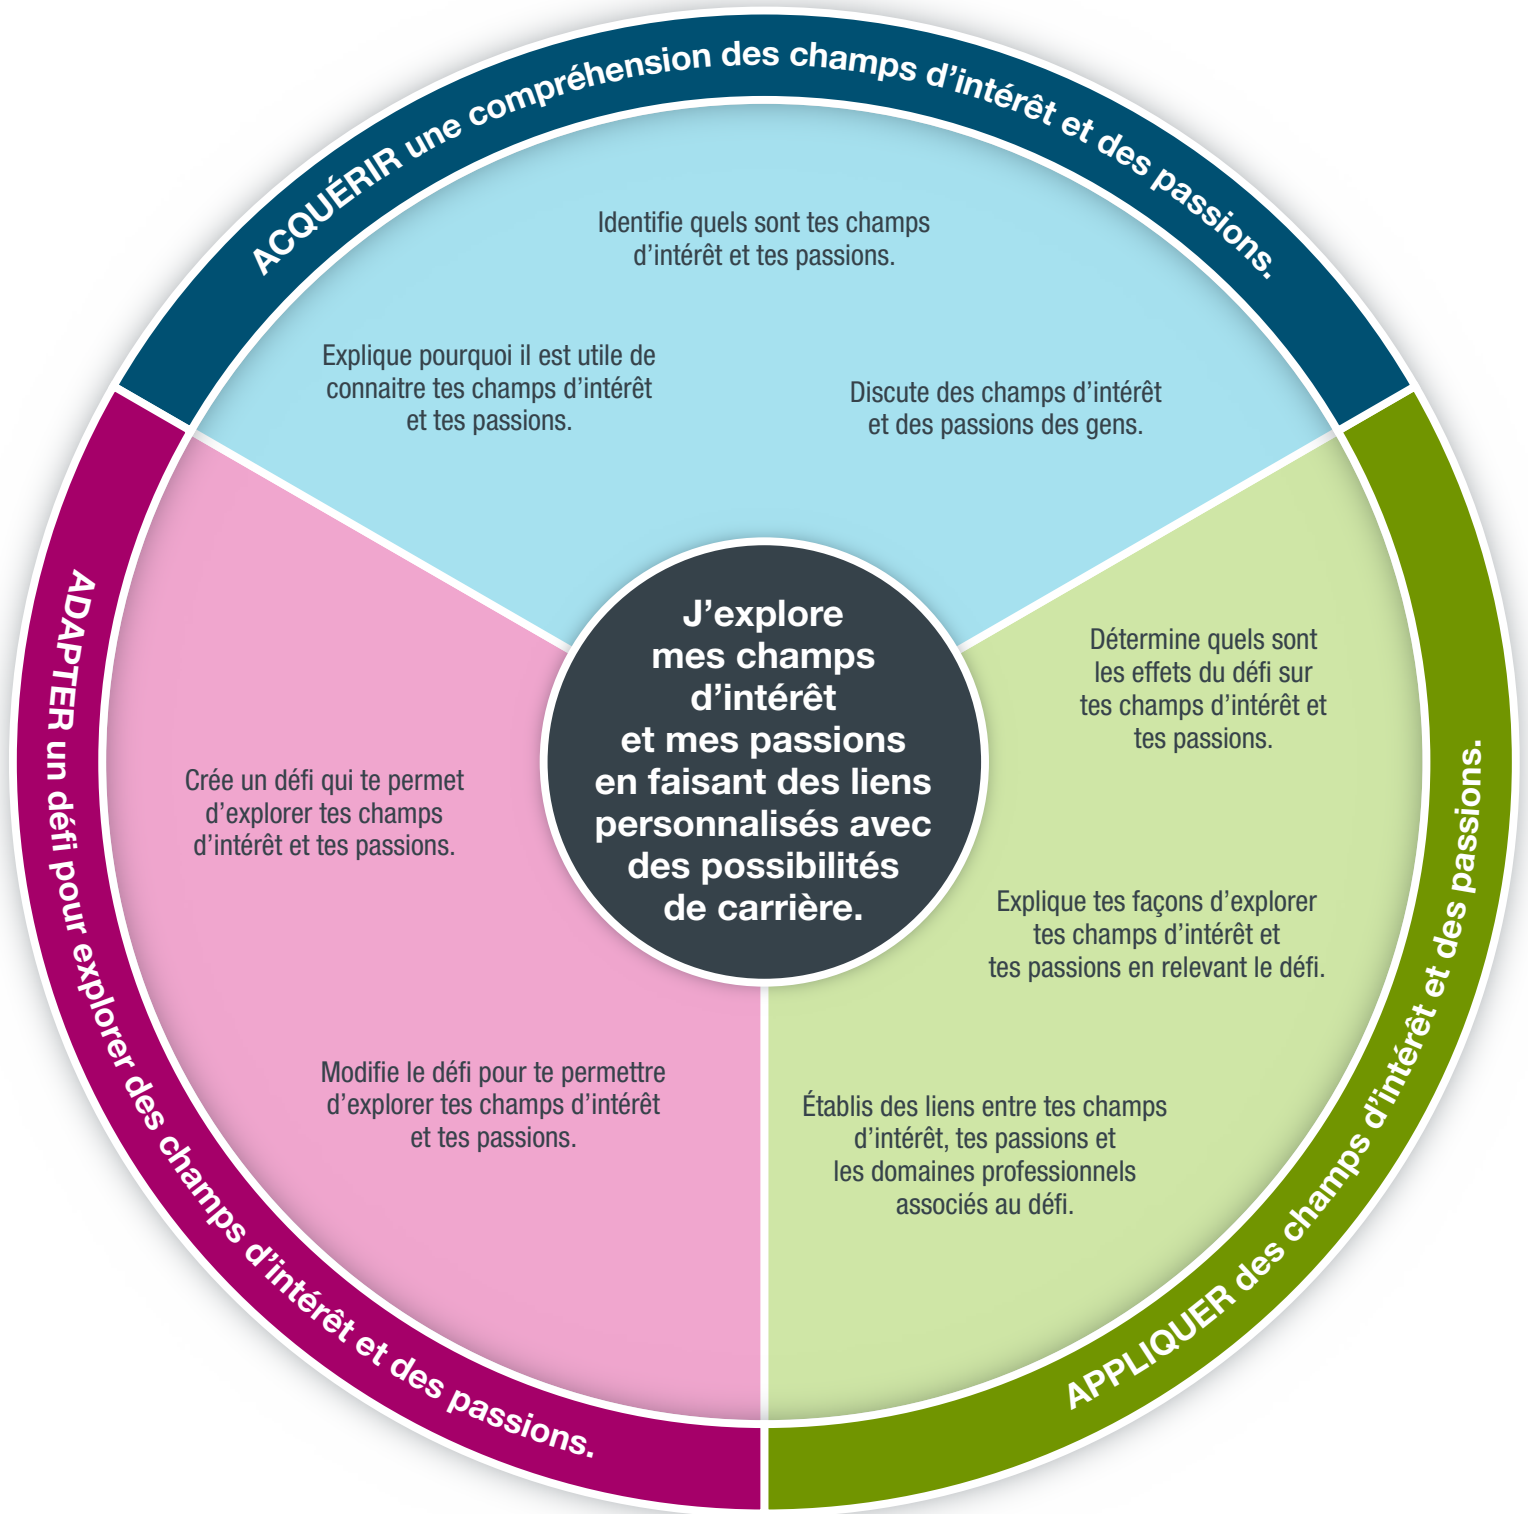 ACQUÉRIR une compréhension des champs d’intérêt et des passions.
Identifie quels sont tes champs
d’intérêt et tes passions.
Explique pourquoi il est utile de
connaitre tes champs d’intérêt
et tes passions.
Discute des champs d’intérêt
et des passions des gens.
J’explore
mes champs
d’intérêt
et mes passions
en faisant des liens
personnalisés avec
des possibilités
de carrière.
APPLIQUER des champs d’intérêt et des passions.
Détermine quels sont
les effets du défi sur
tes champs d’intérêt et
tes passions.
Explique tes façons d’explorer
tes champs d’intérêt et
tes passions en relevant le défi.
Établis des liens entre tes champs
d’intérêt, tes passions et
les domaines professionnels
associés au défi.
ADAPTER un défi pour explorer des champs d’intérêt et des passions.
Crée un défi qui te permet
d’explorer tes champs
d’intérêt et tes passions.
Modifie le défi pour te permettre
d’explorer tes champs d’intérêt
et tes passions.